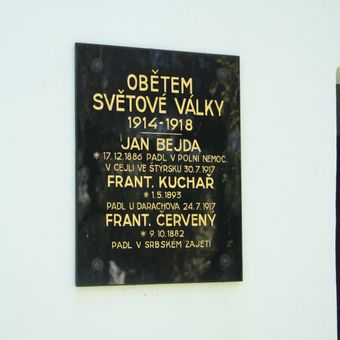 OBĚTEM
SVĚTOVÉ VÁLKY
1914-1918
JAN BEJDA
* 17.12.1886 PADL V POLNÍ NEMOC.
V CEJLI VE ŠTÝRSKU 30.7.1917
FRANT. KUCHAŘ
* 1.5.1893
PADL U DARACHOVA 24.7.1917
FRANT. ČERVENÝ
* 9.10.1882
PADL V SRBSKÉM ZAJETÍ